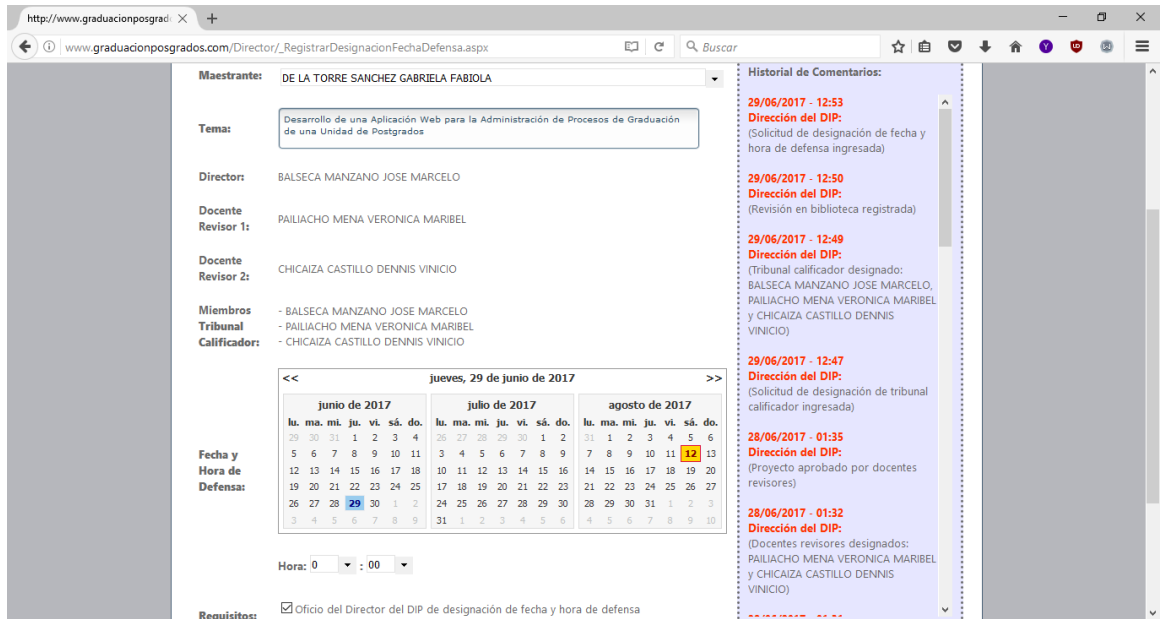 http://www.graduacionposgrad
www.graduacionposgrados.com/Director/_RegistrarDesignacionFechaDefensa.aspx
Buscar
Maestrante:
DE LA TORRE SANCHEZ GABRIELA FABIOLA
Tema:
Desarrollo de una Aplicación Web para la Administración de Procesos de Graduación
de una Unidad de Postgrados
Director:
BALSECA MANZANO JOSE MARCELO
Docente
Revisor 1:
PAILIACHO MENA VERONICA MARIBEL
Docente
Revisor 2:
CHICAIZA CASTILLO DENNIS VINICIO
Miembros
Tribunal
Calificador:
- BALSECA MANZANO JOSE MARCELO
- PAILIACHO MENA VERONICA MARIBEL
- CHICAIZA CASTILLO DENNIS VINICIO
Fecha y
Hora de
Defensa:
<< jueves, 29 de junio de 2017 >>
junio de 2017
lu. ma. mi. ju. vi. sá. do.
29 30 31 1 2 3 4
5 6 7 8 9 10 11
12 13 14 15 16 17 18
19 20 21 22 23 24 25
26 27 28 29 30 1 2
3 4 5 6 7 8 9
julio de 2017
lu. ma. mi. ju. vi. sá. do.
26 27 28 29 30 1 2
3 4 5 6 7 8 9
10 11 12 13 14 15 16
17 18 19 20 21 22 23
24 25 26 27 28 29 30
31 1 2 3 4 5 6
agosto de 2017
lu. ma. mi. ju. vi. sá. do.
31 1 2 3 4 5 6
7 8 9 10 11 12 13
14 15 16 17 18 19 20
21 22 23 24 25 26 27
28 29 30 31 1 2 3
4 5 6 7 8 9 10
Hora: 0 : 00
Requisitos:
Oficio del Director del DIP de designación de fecha y hora de defensa
Historial de Comentarios:
29/06/2017 - 12:53
Dirección del DIP:
(Solicitud de designación de fecha y
hora de defensa ingresada)
29/06/2017 - 12:50
Dirección del DIP:
(Revisión en biblioteca registrada)
29/06/2017 - 12:49
Dirección del DIP:
(Tribunal calificador designado:
BALSECA MANZANO JOSE MARCELO,
PAILIACHO MENA VERONICA MARIBEL
y CHICAIZA CASTILLO DENNIS
VINICIO)
29/06/2017 - 12:47
Dirección del DIP:
(Solicitud de designación de tribunal
calificador ingresada)
28/06/2017 - 01:35
Dirección del DIP:
(Proyecto aprobado por docentes
revisores)
28/06/2017 - 01:32
Dirección del DIP:
(Docentes revisores designados:
PAILIACHO MENA VERONICA MARIBEL
y CHICAIZA CASTILLO DENNIS
VINICIO)